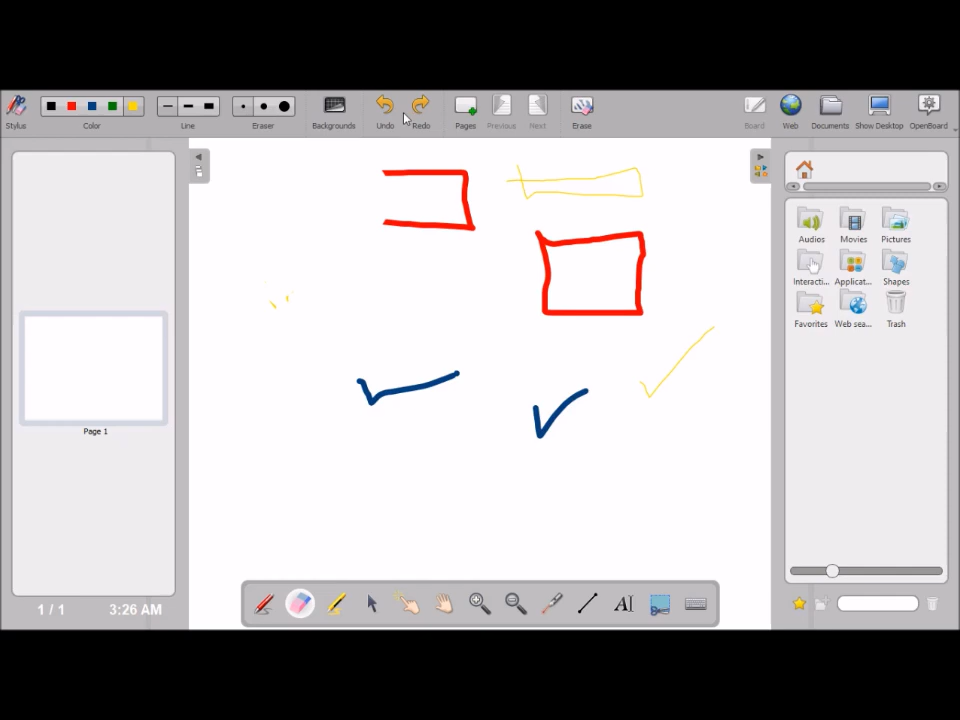 Stylus Color Line Eraser Backgrounds Undo Redo Pages Previous Next Erase Board Web Documents Show Desktop OpenBoard
Audios Movies Pictures
Interacti... Applicat... Shapes
Favorites Web sea... Trash
Page 1
1 / 1 3:26 AM
AI